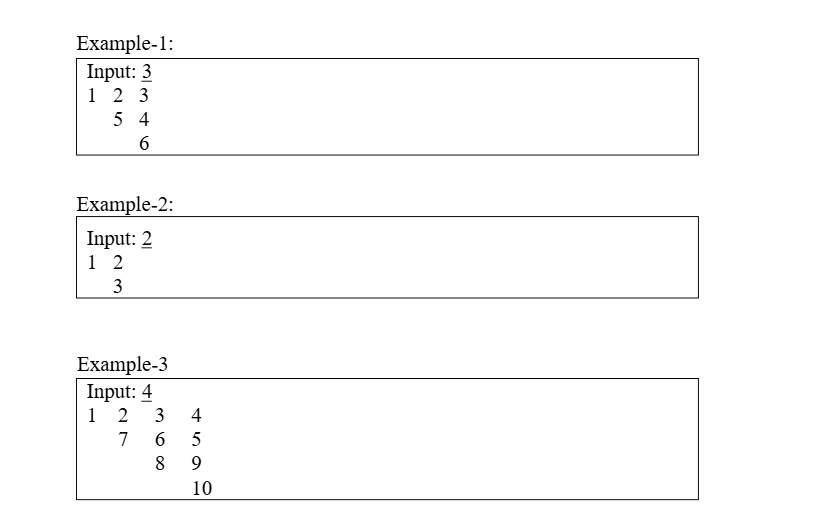 Example-1:
Input: 3
1 2 3
5 4
6
Example-2:
Input: 2
1 2
3
Example-3
Input: 4
1 2 3 4
7 6 5
8 9
10